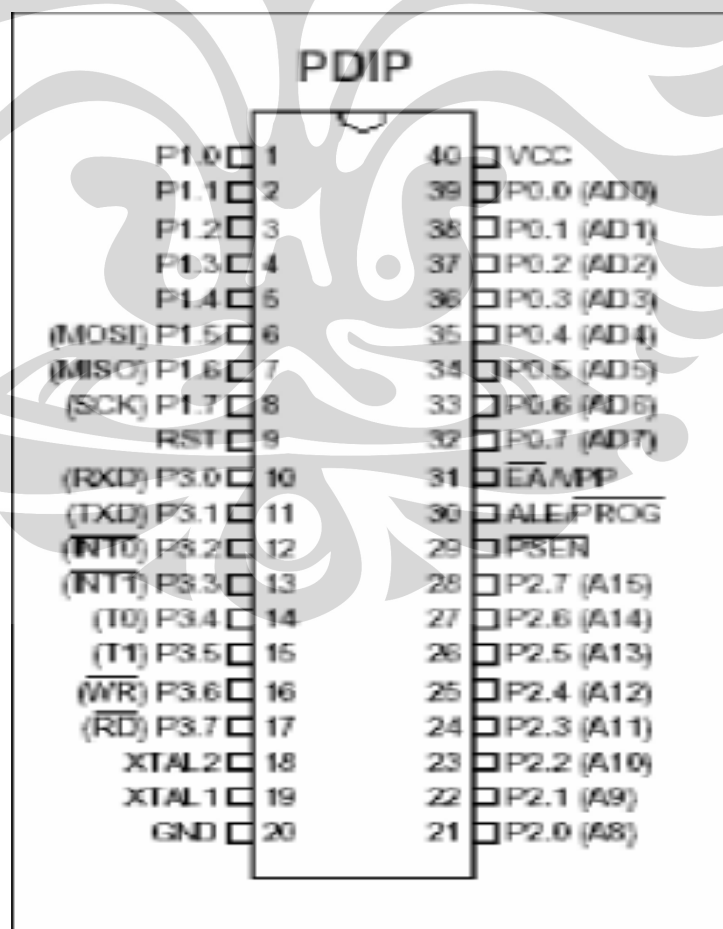 PDIP
P1.0 1 40 VCC
P1.1 2 39 P0.0 (AD0)
P1.2 3 38 P0.1 (AD1)
P1.3 4 37 P0.2 (AD2)
P1.4 5 36 P0.3 (AD3)
(MOSI) P1.5 6 35 P0.4 (AD4)
(MISO) P1.6 7 34 P0.5 (AD5)
(SCK) P1.7 8 33 P0.6 (AD6)
RST 9 32 P0.7 (AD7)
(RXD) P3.0 10 31 E̅A̅/VPP
(TXD) P3.1 11 30 ALE/P̅R̅O̅G̅
(I̅N̅T̅0̅) P3.2 12 29 P̅S̅E̅N̅
(I̅N̅T̅1̅) P3.3 13 28 P2.7 (A15)
(T0) P3.4 14 27 P2.6 (A14)
(T1) P3.5 15 26 P2.5 (A13)
(W̅R̅) P3.6 16 25 P2.4 (A12)
(R̅D̅) P3.7 17 24 P2.3 (A11)
XTAL2 18 23 P2.2 (A10)
XTAL1 19 22 P2.1 (A9)
GND 20 21 P2.0 (A8)